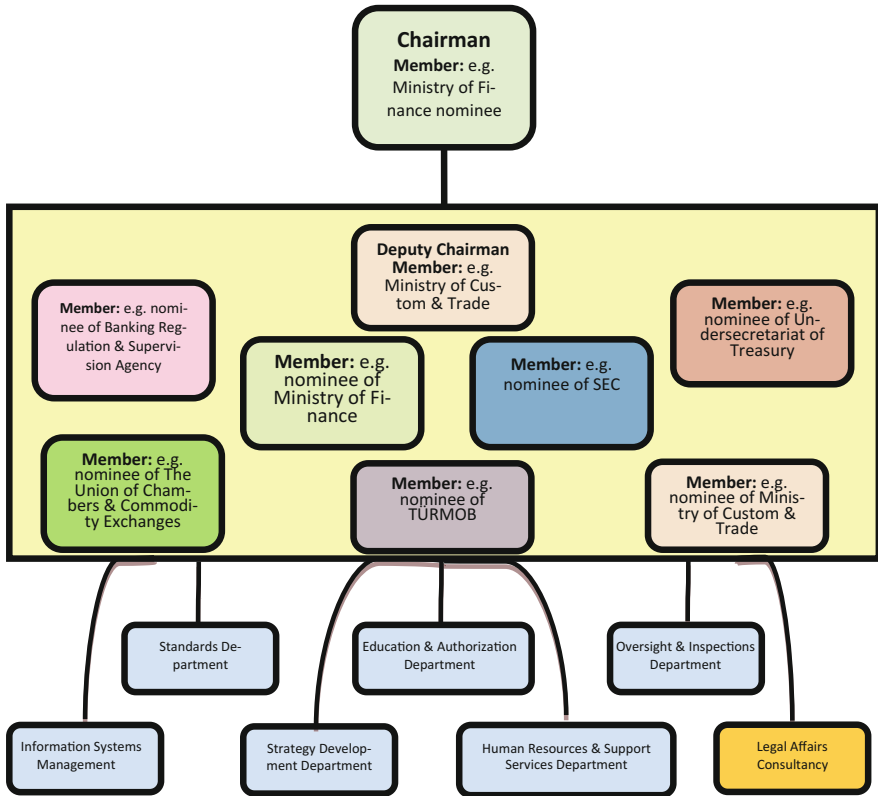 Chairman
Member: e.g.
Ministry of Fi-
nance nominee
Deputy Chairman
Member: e.g.
Ministry of Cus-
tom & Trade
Member: e.g. nomi-
nee of Banking Reg-
ulation & Supervi-
sion Agency
Member: e.g.
nominee of Un-
dersecretariat of
Treasury
Member: e.g.
nominee of
Ministry of Fi-
nance
Member: e.g.
nominee of SEC
Member: e.g.
nominee of The
Union of Cham-
bers & Commodi-
ty Exchanges
Member: e.g.
nominee of
TÜRMOB
Member: e.g.
nominee of Minis-
try of Custom &
Trade
Standards De-
partment
Education & Authorization
Department
Oversight & Inspections
Department
Information Systems
Management
Strategy Develop-
ment Department
Human Resources & Support
Services Department
Legal Affairs
Consultancy